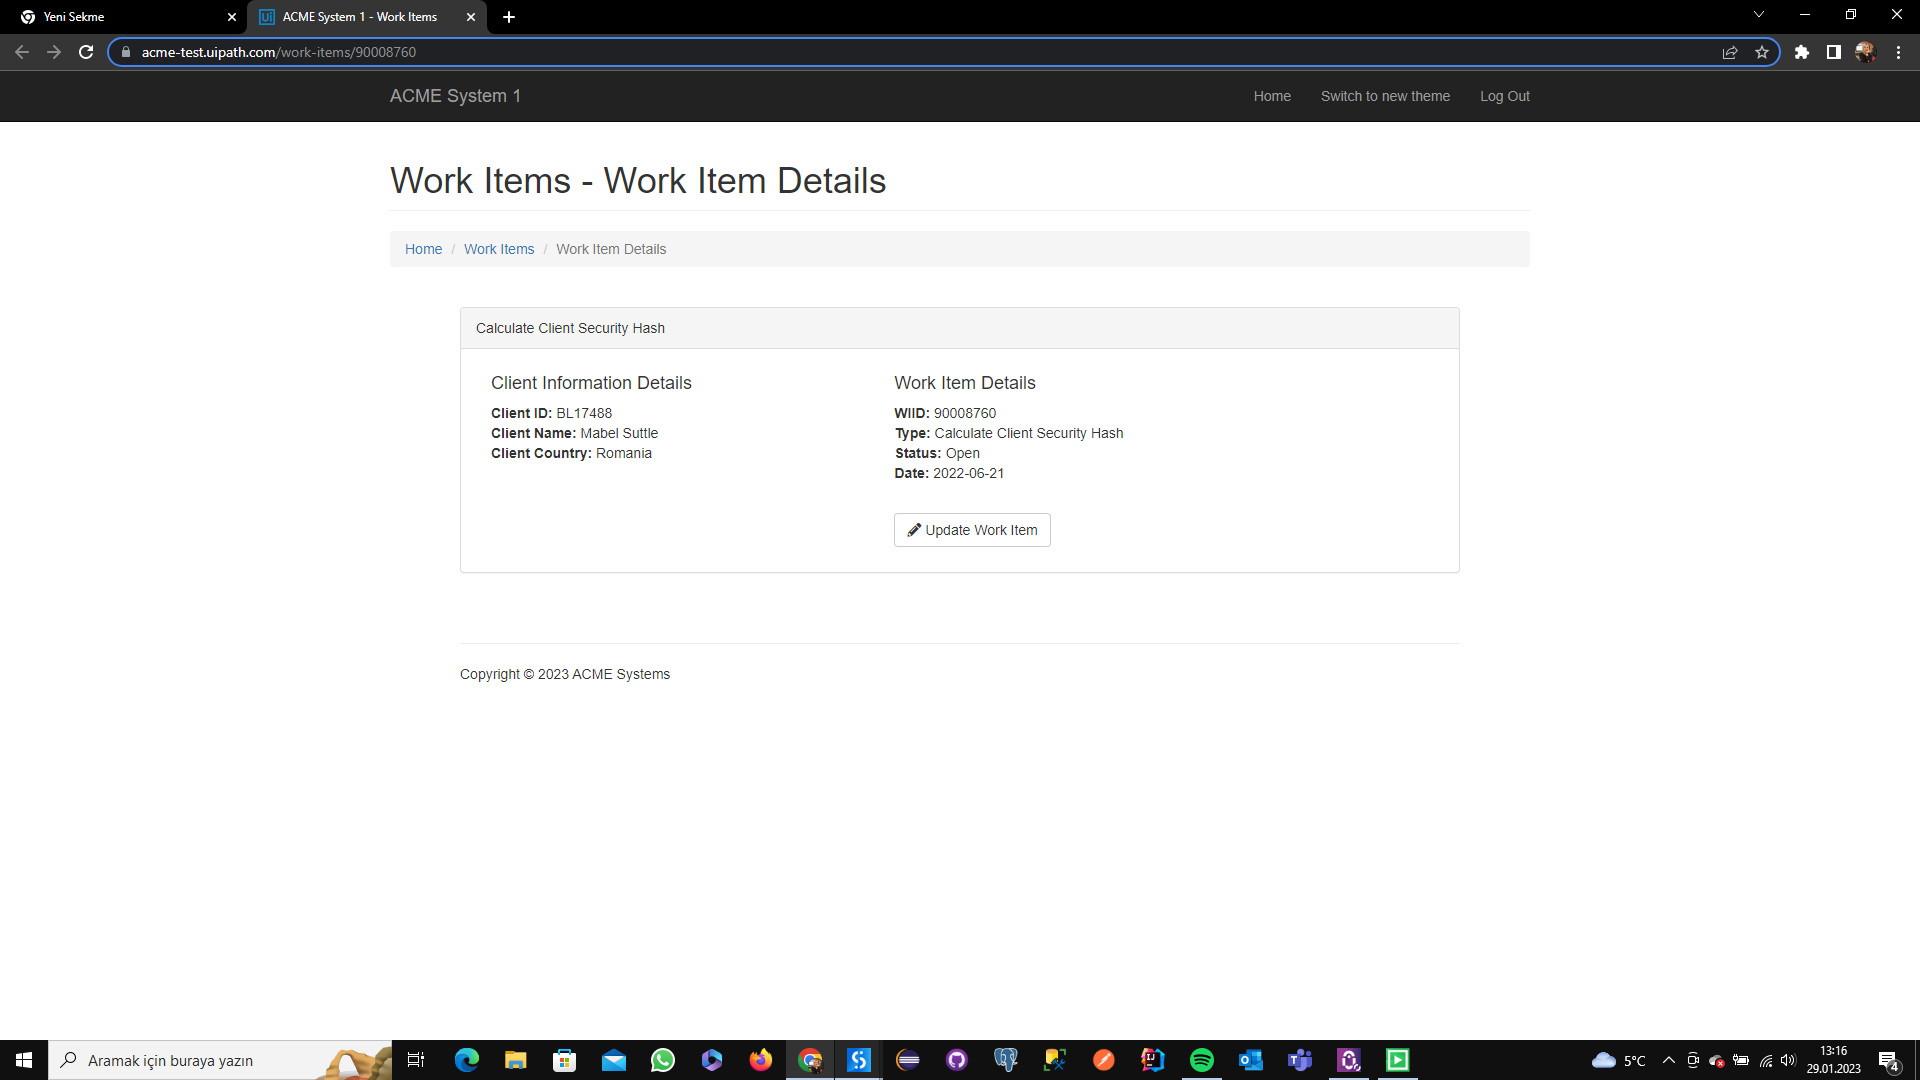 Yeni Sekme
ACME System 1 - Work Items
acme-test.uipath.com/work-items/90008760
ACME System 1
Home
Switch to new theme
Log Out
Work Items - Work Item Details
Home / Work Items / Work Item Details
Calculate Client Security Hash
Client Information Details
Client ID: BL17488
Client Name: Mabel Suttle
Client Country: Romania
Work Item Details
WIID: 90008760
Type: Calculate Client Security Hash
Status: Open
Date: 2022-06-21
Update Work Item
Copyright © 2023 ACME Systems
Aramak için buraya yazın
5°C
13:16
29.01.2023
4